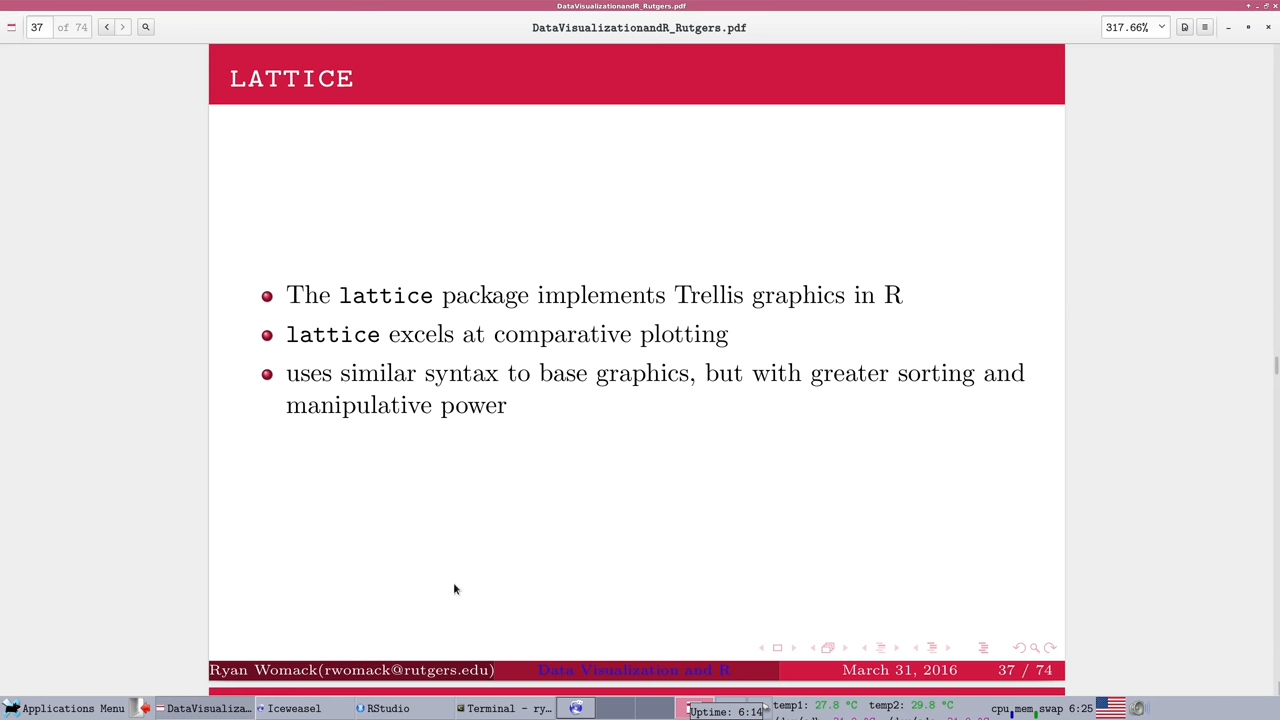 DataVisualizationandR_Rutgers.pdf
37 of 74
DataVisualizationandR_Rutgers.pdf
317.66%
LATTICE
The lattice package implements Trellis graphics in R
lattice excels at comparative plotting
uses similar syntax to base graphics, but with greater sorting and
manipulative power
Ryan Womack(rwomack@rutgers.edu) Data Visualization and R March 31, 2016 37 / 74
Applications Menu DataVisualiza... Iceweasel RStudio Terminal - ry... Uptime: 6:14 temp1: 27.8 °C temp2: 29.8 °C cpu mem swap 6:25